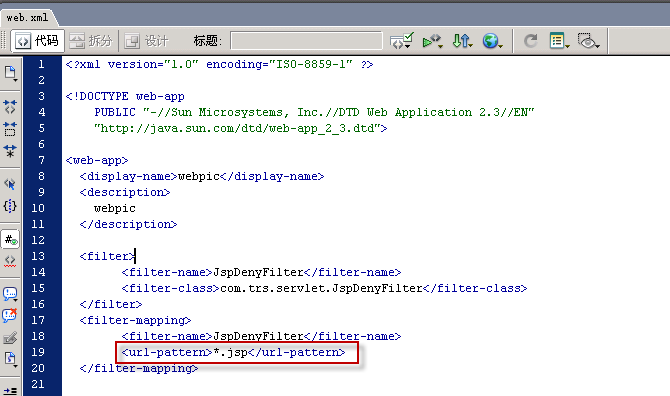 web.xml
代码 拆分 设计 标题:
1 <?xml version="1.0" encoding="ISO-8859-1" ?>
2
3 <!DOCTYPE web-app
4 PUBLIC "-//Sun Microsystems, Inc.//DTD Web Application 2.3//EN"
5 "http://java.sun.com/dtd/web-app_2_3.dtd">
6
7 <web-app>
8 <display-name>webpic</display-name>
9 <description>
10 webpic
11 </description>
12
13 <filter>
14 <filter-name>JspDenyFilter</filter-name>
15 <filter-class>com.trs.servlet.JspDenyFilter</filter-class>
16 </filter>
17 <filter-mapping>
18 <filter-name>JspDenyFilter</filter-name>
19 <url-pattern>*.jsp</url-pattern>
20 </filter-mapping>
21